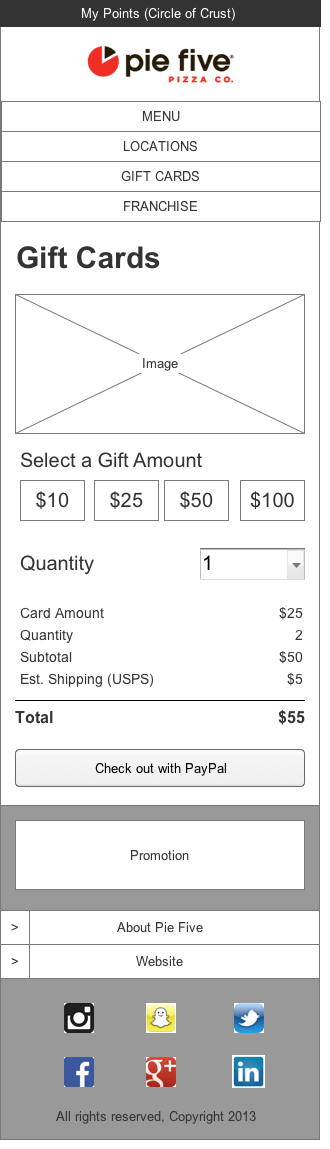 My Points (Circle of Crust)
pie five
PIZZA CO.
MENU
LOCATIONS
GIFT CARDS
FRANCHISE
Gift Cards
Image
Select a Gift Amount
$10 $25 $50 $100
Quantity 1
Card Amount $25
Quantity 2
Subtotal $50
Est. Shipping (USPS) $5
Total $55
Check out with PayPal
Promotion
> About Pie Five
> Website
f g+ in
All rights reserved, Copyright 2013